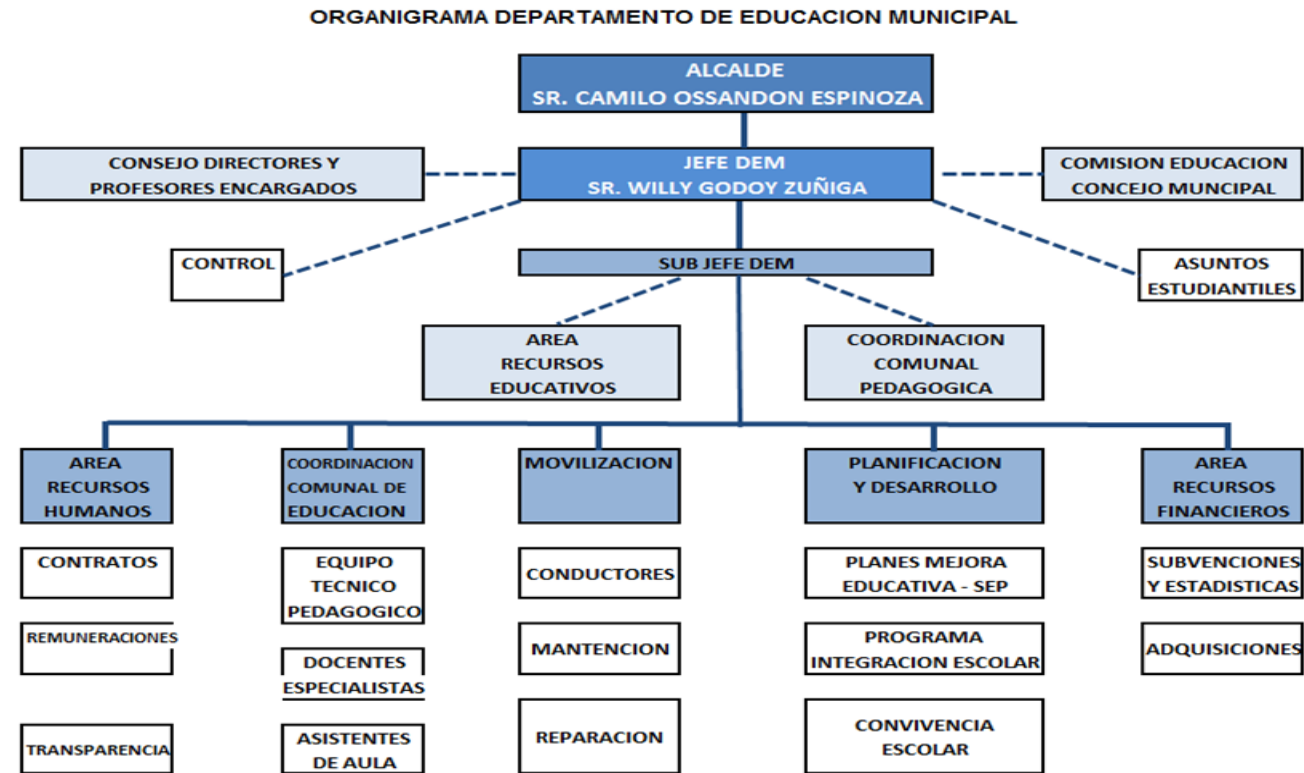 ORGANIGRAMA DEPARTAMENTO DE EDUCACION MUNICIPAL
ALCALDE
SR. CAMILO OSSANDON ESPINOZA
CONSEJO DIRECTORES Y
PROFESORES ENCARGADOS
JEFE DEM
SR. WILLY GODOY ZUÑIGA
COMISION EDUCACION
CONCEJO MUNCIPAL
CONTROL
SUB JEFE DEM
ASUNTOS
ESTUDIANTILES
AREA
RECURSOS
EDUCATIVOS
COORDINACION
COMUNAL
PEDAGOGICA
AREA
RECURSOS
HUMANOS
COORDINACION
COMUNAL DE
EDUCACION
MOVILIZACION
PLANIFICACION
Y DESARROLLO
AREA
RECURSOS
FINANCIEROS
CONTRATOS
EQUIPO
TECNICO
PEDAGOGICO
CONDUCTORES
PLANES MEJORA
EDUCATIVA - SEP
SUBVENCIONES
Y ESTADISTICAS
REMUNERACIONES
DOCENTES
ESPECIALISTAS
MANTENCION
PROGRAMA
INTEGRACION ESCOLAR
ADQUISICIONES
TRANSPARENCIA
ASISTENTES
DE AULA
REPARACION
CONVIVENCIA
ESCOLAR